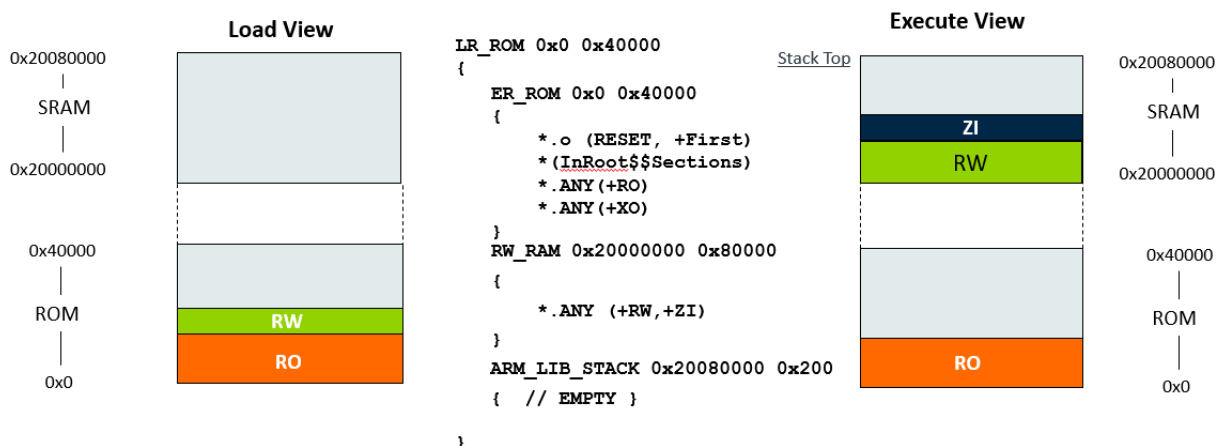 Load View
0x20080000
SRAM
0x20000000
0x40000
ROM
0x0
RW
RO
LR_ROM 0x0 0x40000
{
ER_ROM 0x0 0x40000
{
*.o (RESET, +First)
*(InRoot$$Sections)
*.ANY(+RO)
*.ANY(+XO)
}
RW_RAM 0x20000000 0x80000
{
*.ANY (+RW,+ZI)
}
ARM_LIB_STACK 0x20080000 0x200
{ // EMPTY }
}
Execute View
Stack Top
ZI
RW
RO
0x20080000
SRAM
0x20000000
0x40000
ROM
0x0